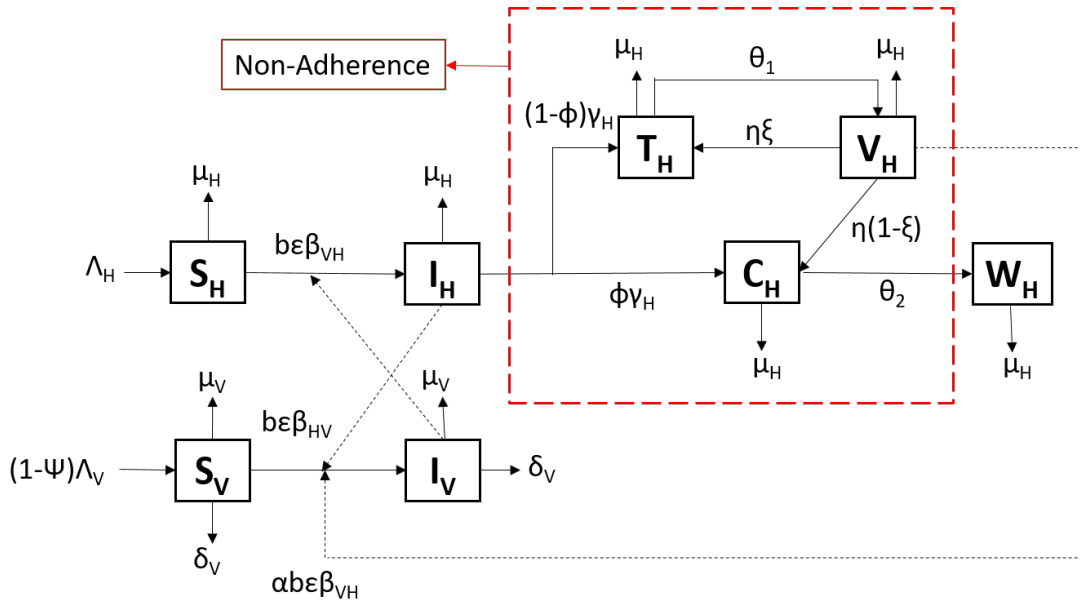 μH
θ1
μH
Non-Adherence
(1-ϕ)γH
TH
ηξ
VH
μH
μH
η(1-ξ)
bεβVH
ΛH
SH
IH
CH
WH
ϕγH
θ2
μV
μV
μH
μH
bεβHV
(1-Ψ)ΛV
SV
IV
δV
δV
αbεβVH